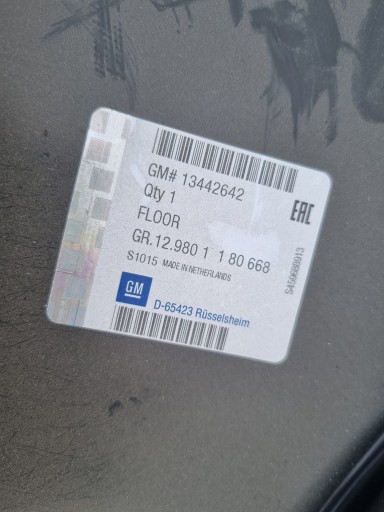 GM# 13442642
Qty 1
FLOOR
GR.12.980 1 1 80 668
S1015 MADE IN NETHERLANDS
GM
D-65423 Rüsselsheim
EAC
S450680913